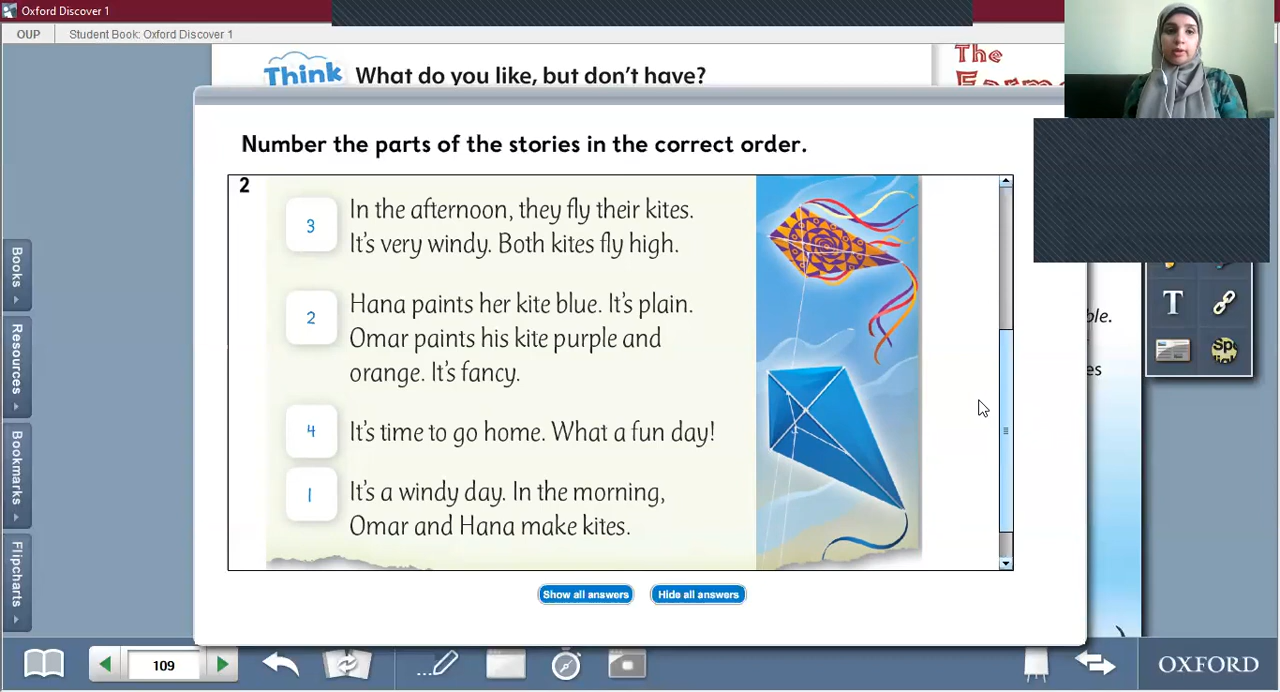 Oxford Discover 1
OUP
Student Book: Oxford Discover 1
Think What do you like, but don't have?
The
Number the parts of the stories in the correct order.
2
3
In the afternoon, they fly their kites.
It's very windy. Both kites fly high.
2
Hana paints her kite blue. It's plain.
Omar paints his kite purple and
orange. It's fancy.
4
It's time to go home. What a fun day!
1
It's a windy day. In the morning,
Omar and Hana make kites.
Show all answers
Hide all answers
Books
Resources
Bookmarks
Flipcharts
T
109
OXFORD